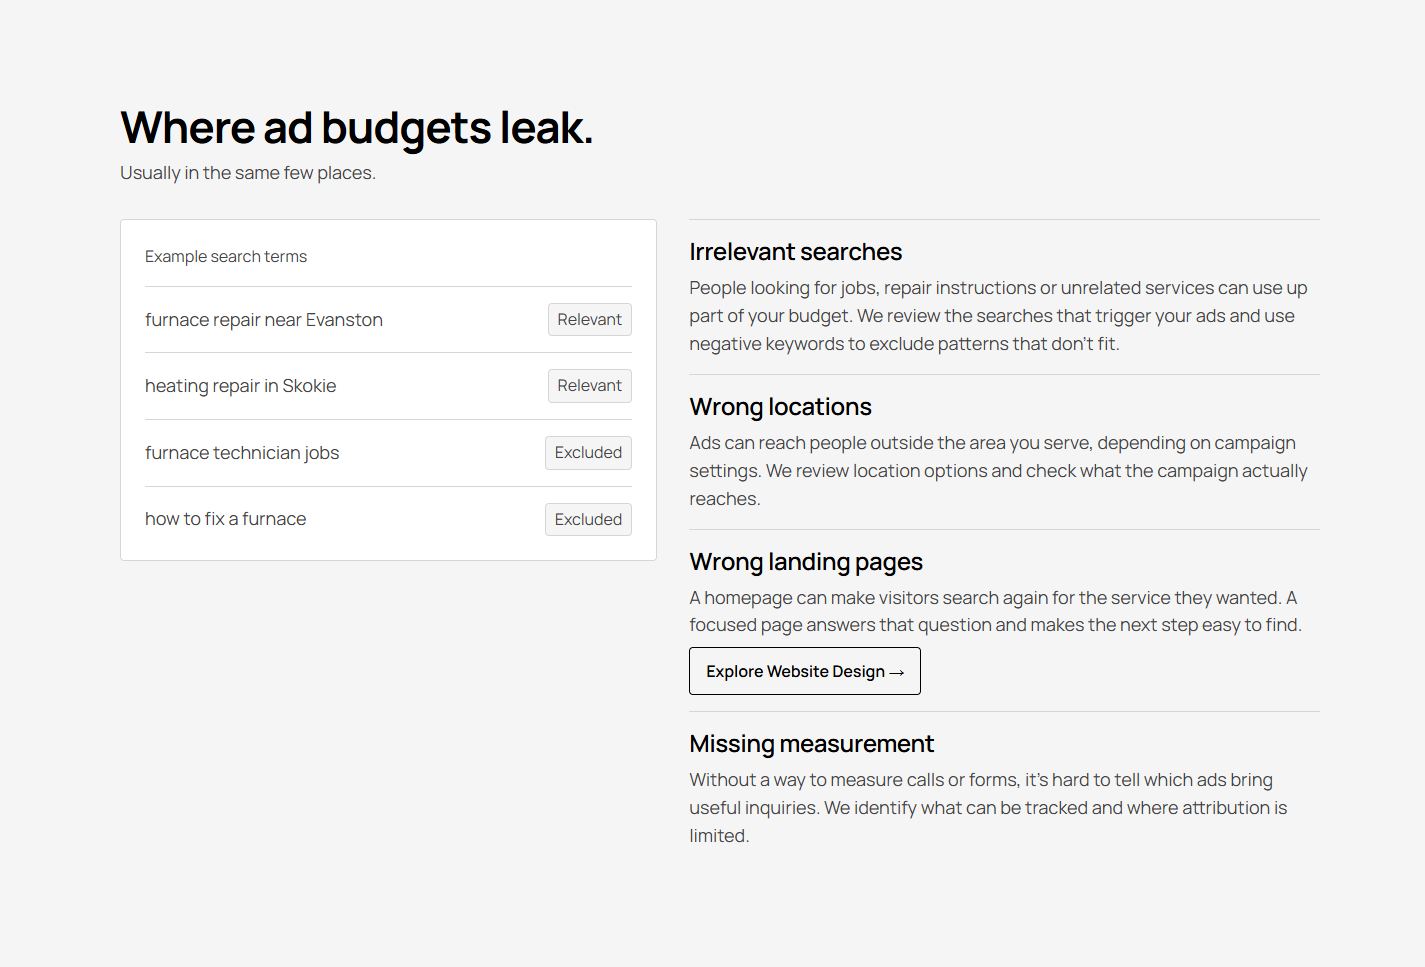 Where ad budgets leak.
Usually in the same few places.
Example search terms
furnace repair near Evanston Relevant
heating repair in Skokie Relevant
furnace technician jobs Excluded
how to fix a furnace Excluded
Irrelevant searches
People looking for jobs, repair instructions or unrelated services can use up
part of your budget. We review the searches that trigger your ads and use
negative keywords to exclude patterns that don't fit.
Wrong locations
Ads can reach people outside the area you serve, depending on campaign
settings. We review location options and check what the campaign actually
reaches.
Wrong landing pages
A homepage can make visitors search again for the service they wanted. A
focused page answers that question and makes the next step easy to find.
Explore Website Design →
Missing measurement
Without a way to measure calls or forms, it's hard to tell which ads bring
useful inquiries. We identify what can be tracked and where attribution is
limited.